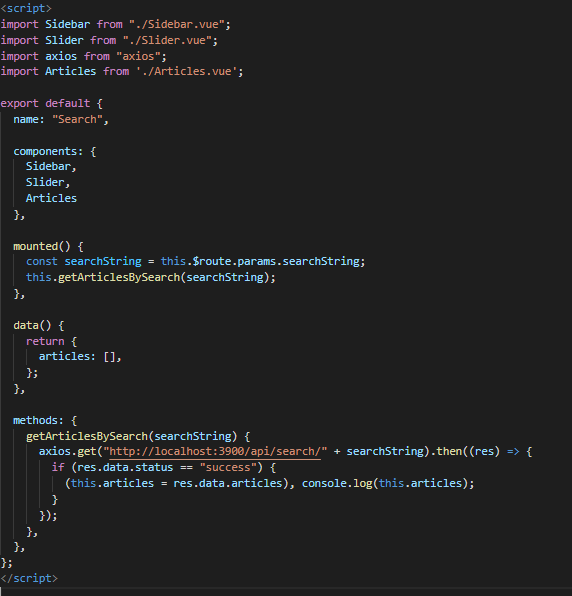 <script>
import Sidebar from "./Sidebar.vue";
import Slider from "./Slider.vue";
import axios from "axios";
import Articles from './Articles.vue';
export default {
name: "Search",
components: {
Sidebar,
Slider,
Articles
},
mounted() {
const searchString = this.$route.params.searchString;
this.getArticlesBySearch(searchString);
},
data() {
return {
articles: [],
};
},
methods: {
getArticlesBySearch(searchString) {
axios.get("http://localhost:3900/api/search/" + searchString).then((res) => {
if (res.data.status == "success") {
(this.articles = res.data.articles), console.log(this.articles);
}
});
},
},
};
</script>